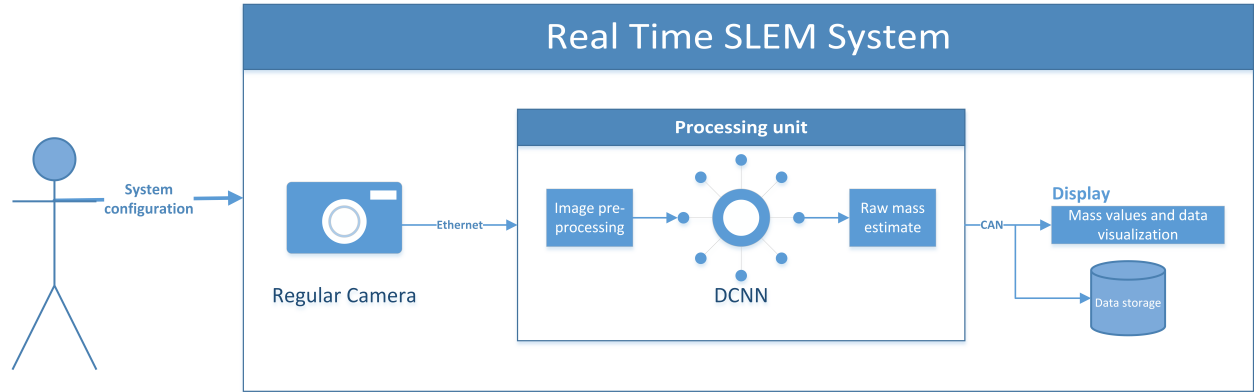 Real Time SLEM System
System
configuration
Regular Camera
Ethernet
Processing unit
Image pre-
processing
DCNN
Raw mass
estimate
CAN
Display
Mass values and data
visualization
Data storage